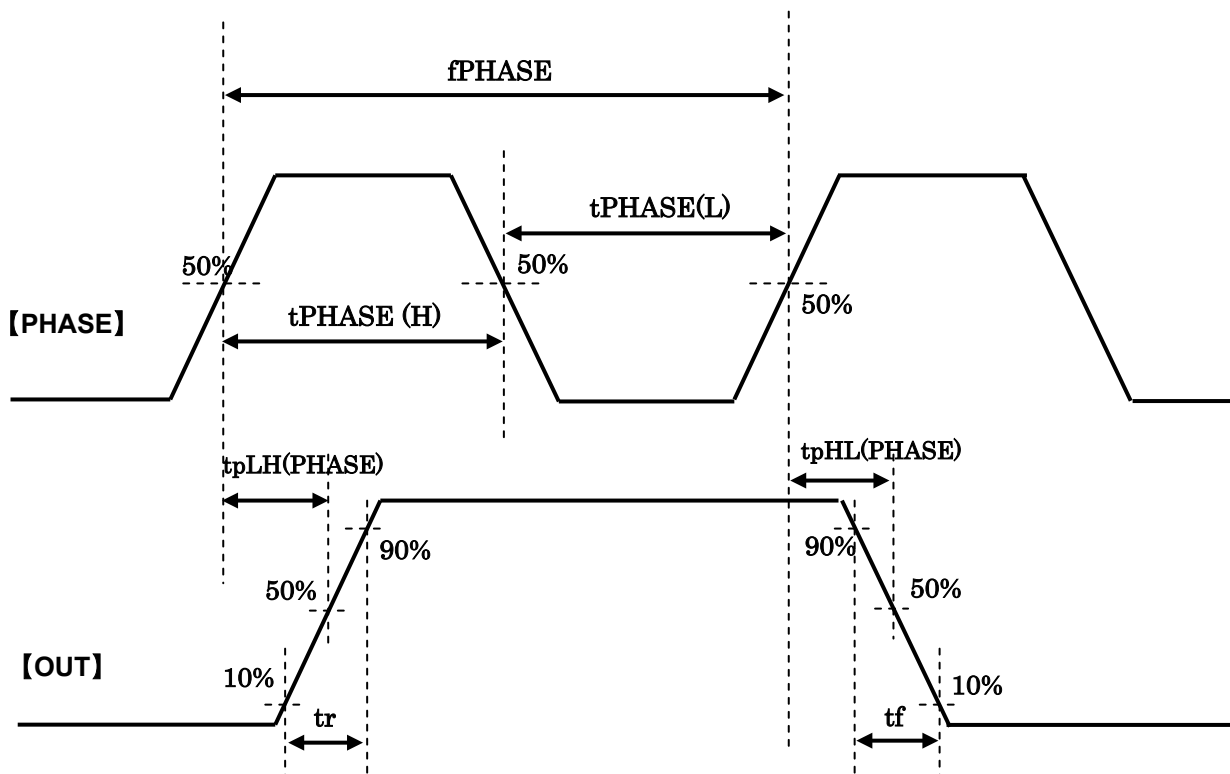 fPHASE
tPHASE(L)
50%
50%
50%
【PHASE】
tPHASE (H)
tpLH(PHASE)
tpHL(PHASE)
90%
90%
50%
50%
【OUT】
10%
10%
tr
tf